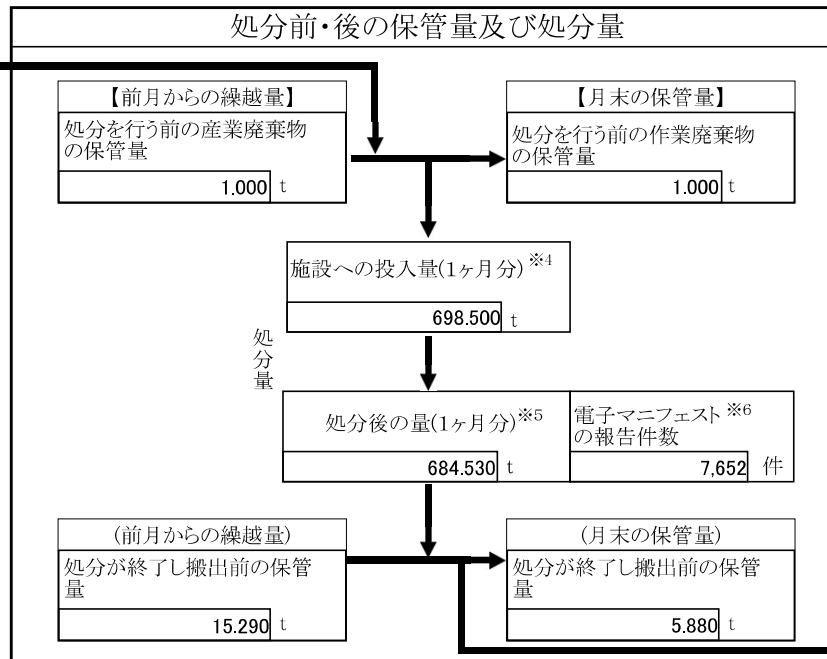 処分前・後の保管量及び処分量
【前月からの繰越量】
処分を行う前の産業廃棄物
の保管量
1.000 t
【月末の保管量】
処分を行う前の作業廃棄物
の保管量
1.000 t
施設への投入量(1ヶ月分)※4
698.500 t
処分量
処分後の量(1ヶ月分)※5
684.530 t
電子マニフェスト※6
の報告件数
7,652 件
(前月からの繰越量)
処分が終了し搬出前の保管
量
15.290 t
(月末の保管量)
処分が終了し搬出前の保管
量
5.880 t